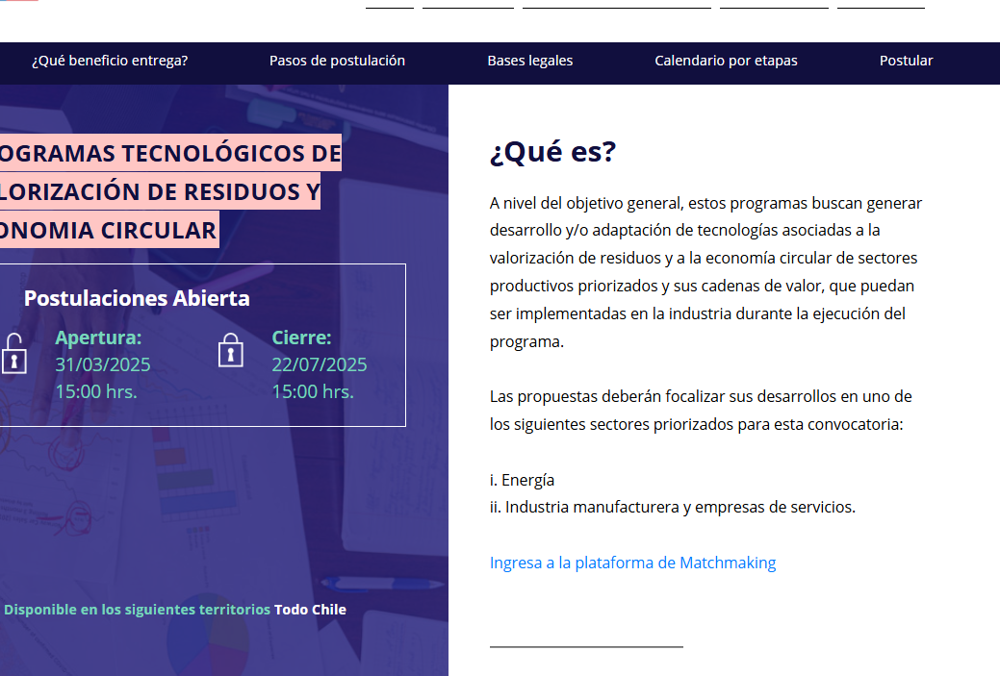 ¿Qué beneficio entrega? Pasos de postulación Bases legales Calendario por etapas Postular
OGRAMAS TECNOLÓGICOS DE
LORIZACIÓN DE RESIDUOS Y
ONOMIA CIRCULAR
Postulaciones Abierta
Apertura:
31/03/2025
15:00 hrs.
Cierre:
22/07/2025
15:00 hrs.
Disponible en los siguientes territorios Todo Chile
¿Qué es?
A nivel del objetivo general, estos programas buscan generar
desarrollo y/o adaptación de tecnologías asociadas a la
valorización de residuos y a la economía circular de sectores
productivos priorizados y sus cadenas de valor, que puedan
ser implementadas en la industria durante la ejecución del
programa.
Las propuestas deberán focalizar sus desarrollos en uno de
los siguientes sectores priorizados para esta convocatoria:
i. Energía
ii. Industria manufacturera y empresas de servicios.
Ingresa a la plataforma de Matchmaking